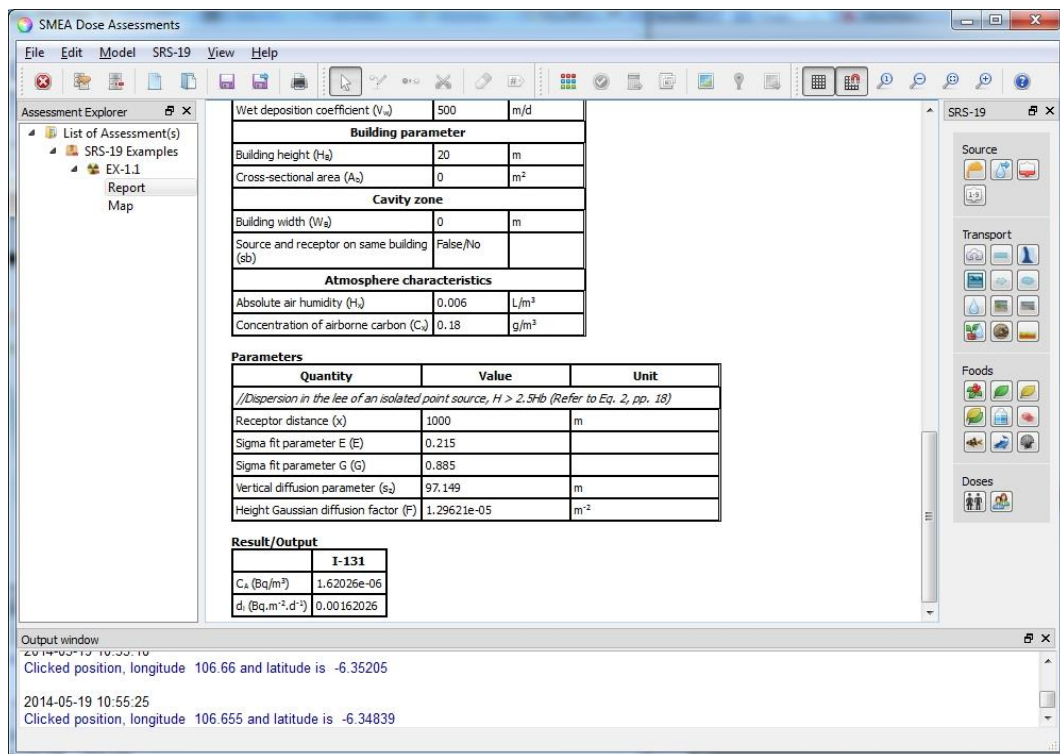 SMEA Dose Assessments
File Edit Model SRS-19 View Help
Assessment Explorer
List of Assessment(s)
SRS-19 Examples
EX-1.1
Report
Map
Wet deposition coefficient (Vw) 500 m/d
Building parameter
Building height (HB) 20 m
Cross-sectional area (Ab) 0 m²
Cavity zone
Building width (WB) 0 m
Source and receptor on same building False/No
(sb)
Atmosphere characteristics
Absolute air humidity (Hx) 0.006 L/m³
Concentration of airborne carbon (Cx) 0.18 g/m³
Parameters
Quantity Value Unit
//Dispersion in the lee of an isolated point source, H > 2.5Hb (Refer to Eq. 2, pp. 18)
Receptor distance (x) 1000 m
Sigma fit parameter E (E) 0.215
Sigma fit parameter G (G) 0.885
Vertical diffusion parameter (sz) 97.149 m
Height Gaussian diffusion factor (F) 1.29621e-05 m⁻²
Result/Output
I-131
CA (Bq/m³) 1.62026e-06
di (Bq.m⁻².d⁻¹) 0.00162026
SRS-19
Source
1-9
Transport
Foods
Doses
Output window
Clicked position, longitude 106.66 and latitude is -6.35205
2014-05-19 10:55:25
Clicked position, longitude 106.655 and latitude is -6.34839